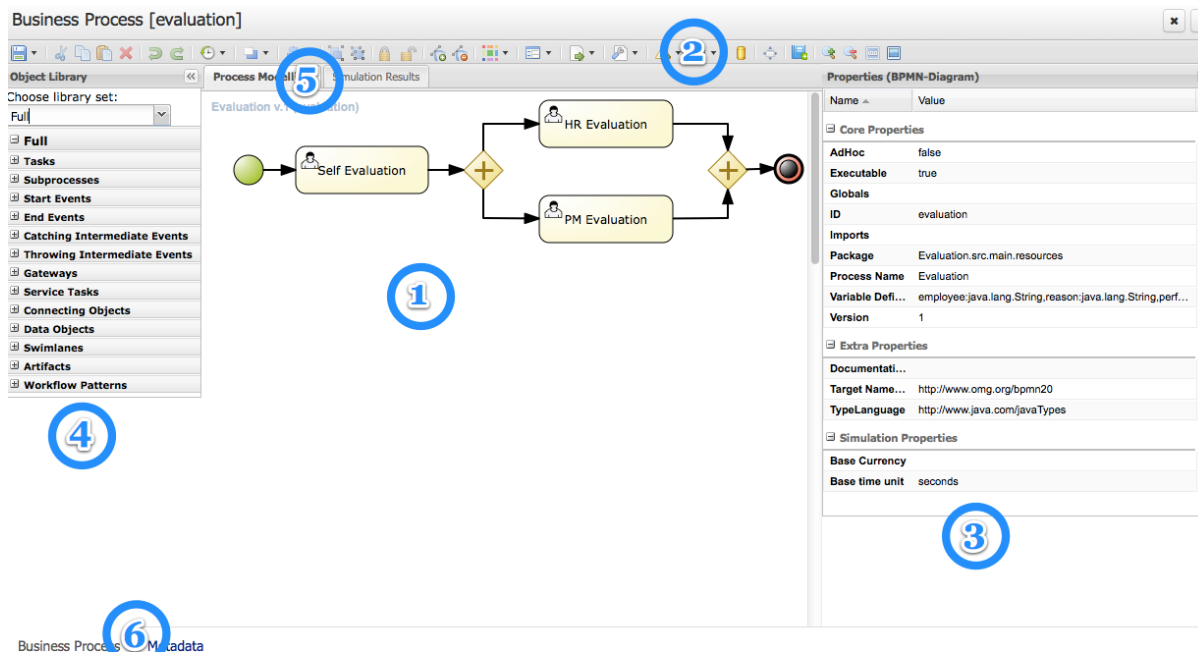 Business Process [evaluation]
2
Object Library
Process Modelli
5
Simulation Results
Properties (BPMN-Diagram)
Choose library set:
Full
Full
Tasks
Subprocesses
Start Events
End Events
Catching Intermediate Events
Throwing Intermediate Events
Gateways
Service Tasks
Connecting Objects
Data Objects
Swimlanes
Artifacts
Workflow Patterns
4
Evaluation v.1 (evaluation)
Self Evaluation
HR Evaluation
PM Evaluation
1
Name Value
Core Properties
AdHoc false
Executable true
Globals
ID evaluation
Imports
Package Evaluation.src.main.resources
Process Name Evaluation
Variable Defi... employee:java.lang.String,reason:java.lang.String,perf...
Version 1
Extra Properties
Documentati...
Target Name... http://www.omg.org/bpmn20
TypeLanguage http://www.java.com/javaTypes
Simulation Properties
Base Currency
Base time unit seconds
3
Business Process
6
Metadata